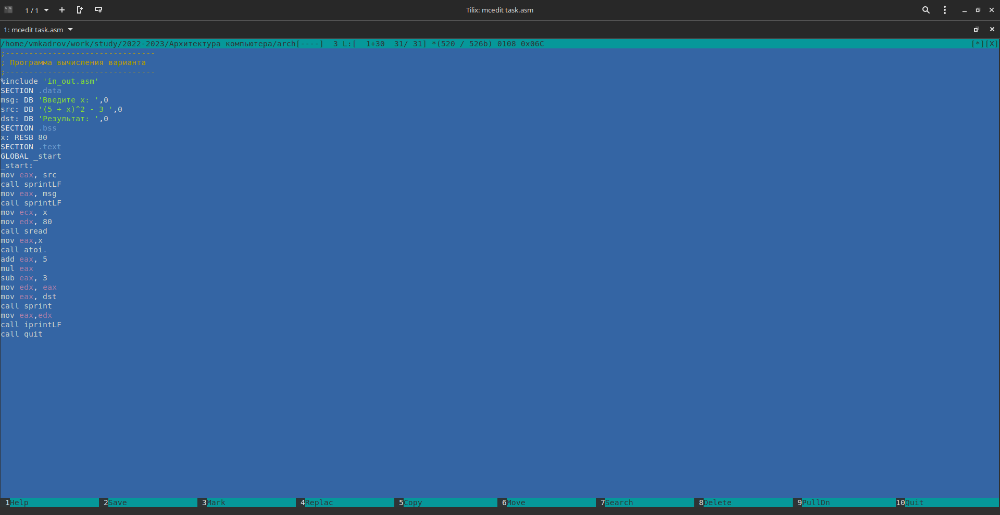 1 / 1
Tilix: mcedit task.asm
1: mcedit task.asm
/home/vmkadrov/work/study/2022-2023/Архитектура компьютера/arch[----]  3 L:[  1+30  31/ 31] *(520 / 526b) 0108 0x06C [*][X]
;--------------------------------
; Программа вычисления варианта
;--------------------------------
%include 'in_out.asm'
SECTION .data
msg: DB 'Введите x: ',0
src: DB '(5 + x)^2 - 3 ',0
dst: DB 'Результат: ',0
SECTION .bss
x: RESB 80
SECTION .text
GLOBAL _start
_start:
mov eax, src
call sprintLF
mov eax, msg
call sprintLF
mov ecx, x
mov edx, 80
call sread
mov eax,x
call atoi.
add eax, 5
mul eax
sub eax, 3
mov edx, eax
mov eax, dst
call sprint
mov eax,edx
call iprintLF
call quit
1Help 2Save 3Mark 4Replac 5Copy 6Move 7Search 8Delete 9PullDn 10Quit